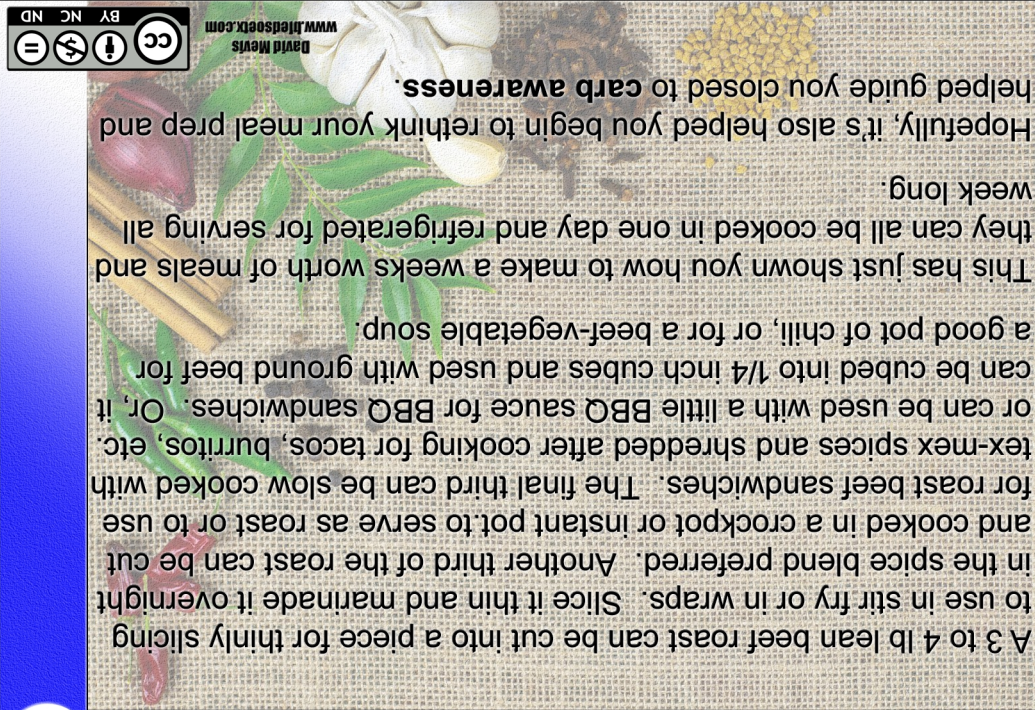 A 3 to 4 lb lean beef roast can be cut into a piece for thinly slicing
to use in stir fry or in wraps.  Slice it thin and marinade it overnight
in the spice blend preferred.  Another third of the roast can be cut
and cooked in a crockpot or instant pot.to serve as roast or to use
for roast beef sandwiches.  The final third can be slow cooked with
tex-mex spices and shredded after cooking for tacos, burritos, etc.
or can be used with a little BBQ sauce for BBQ sandwiches.  Or, it
can be cubed into 1/4 inch cubes and used with ground beef for
a good pot of chili, or for a beef-vegetable soup.
This has just shown you how to make a weeks worth of meals and
they can all be cooked in one day and refrigerated for serving all
week long.
Hopefully, it's also helped you begin to rethink your meal prep and
helped guide you closed to carb awareness.
David Mevis
www.bledsoetx.com
cc
BY NC ND